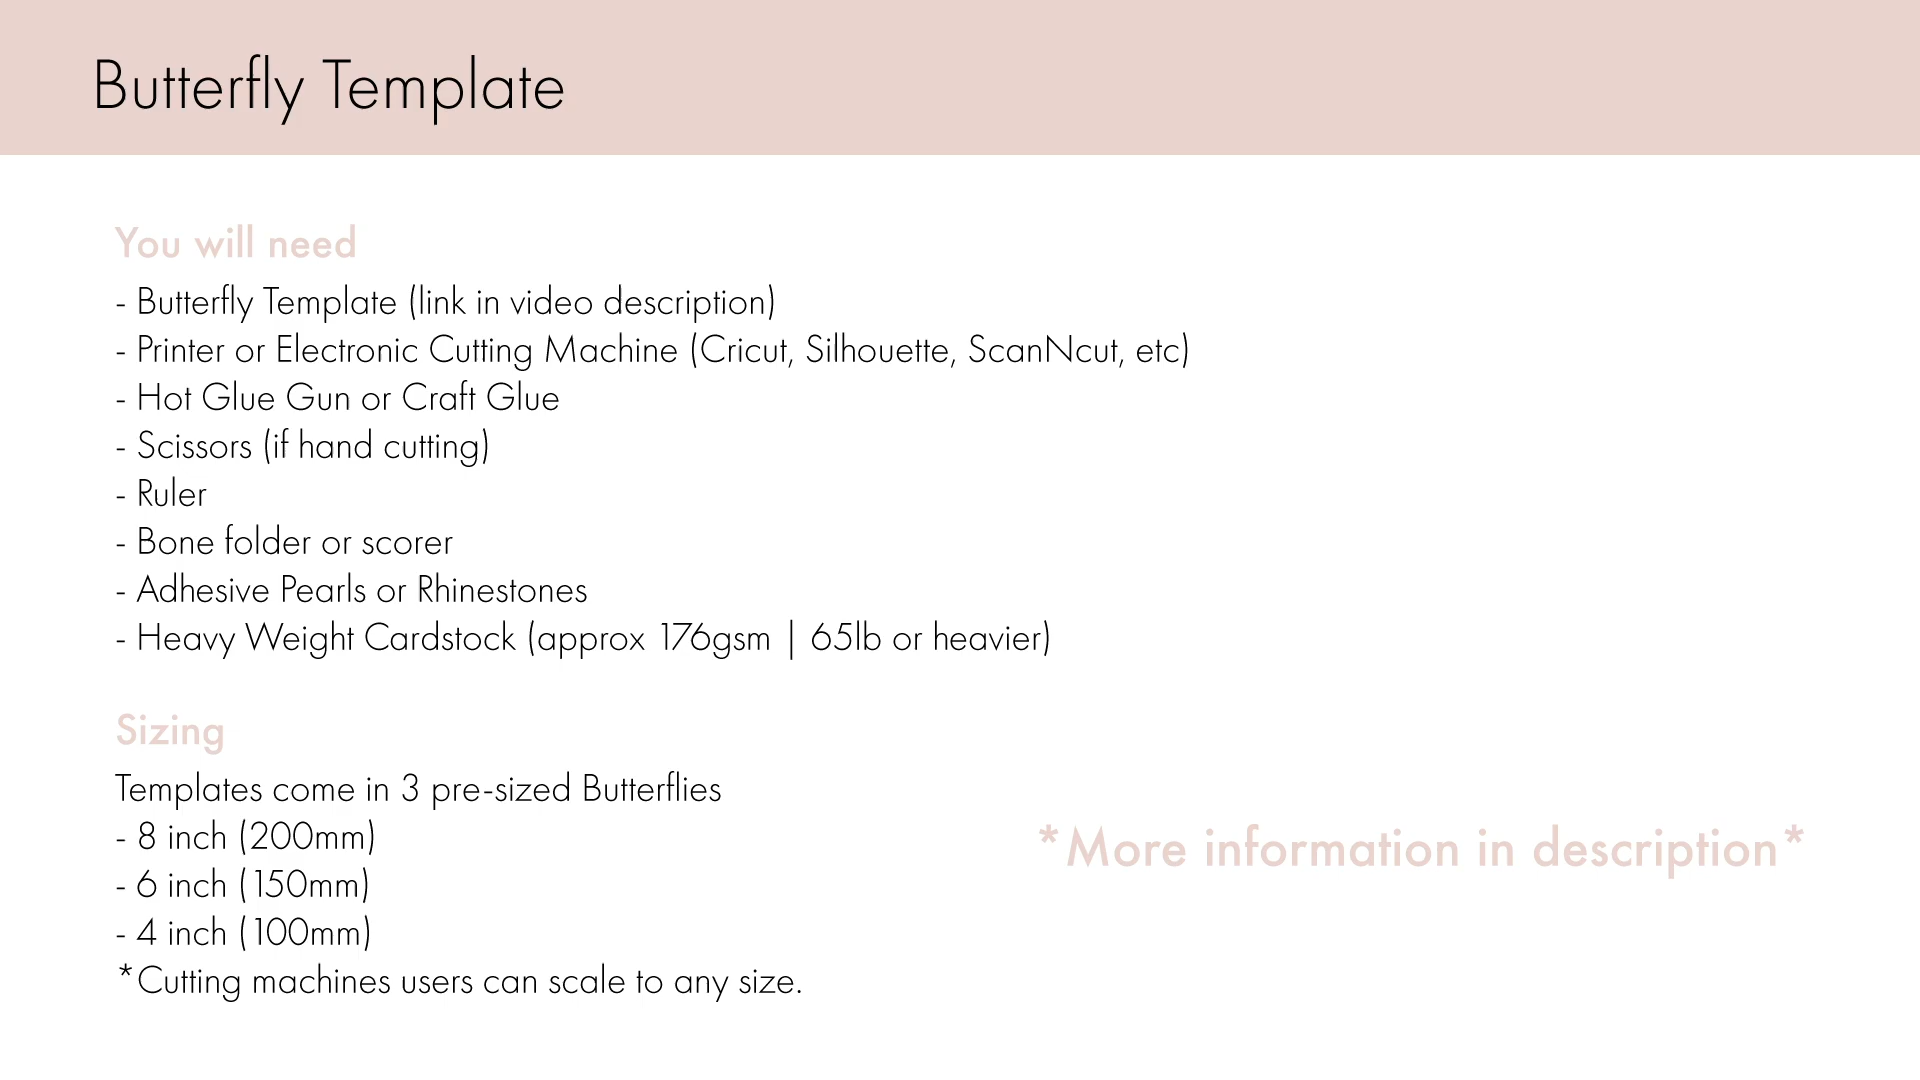 Butterfly Template
You will need
- Butterfly Template (link in video description)
- Printer or Electronic Cutting Machine (Cricut, Silhouette, ScanNcut, etc)
- Hot Glue Gun or Craft Glue
- Scissors (if hand cutting)
- Ruler
- Bone folder or scorer
- Adhesive Pearls or Rhinestones
- Heavy Weight Cardstock (approx 176gsm | 65lb or heavier)
Sizing
Templates come in 3 pre-sized Butterflies
- 8 inch (200mm)
- 6 inch (150mm)
- 4 inch (100mm)
*Cutting machines users can scale to any size.
*More information in description*